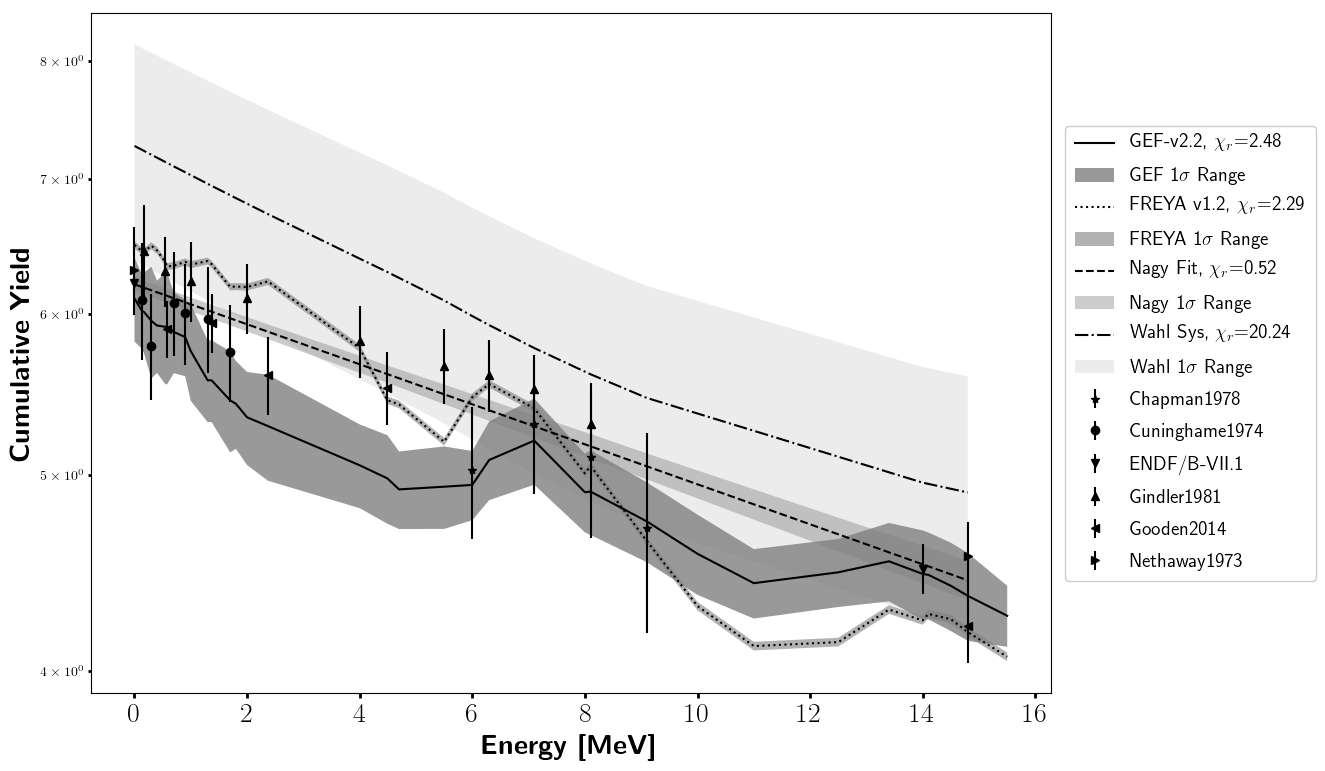 8 × 10⁰
7 × 10⁰
6 × 10⁰
5 × 10⁰
4 × 10⁰
Cumulative Yield
0 2 4 6 8 10 12 14 16
Energy [MeV]
GEF-v2.2, χᵣ=2.48
GEF 1σ Range
FREYA v1.2, χᵣ=2.29
FREYA 1σ Range
Nagy Fit, χᵣ=0.52
Nagy 1σ Range
Wahl Sys, χᵣ=20.24
Wahl 1σ Range
Chapman1978
Cuninghame1974
ENDF/B-VII.1
Gindler1981
Gooden2014
Nethaway1973